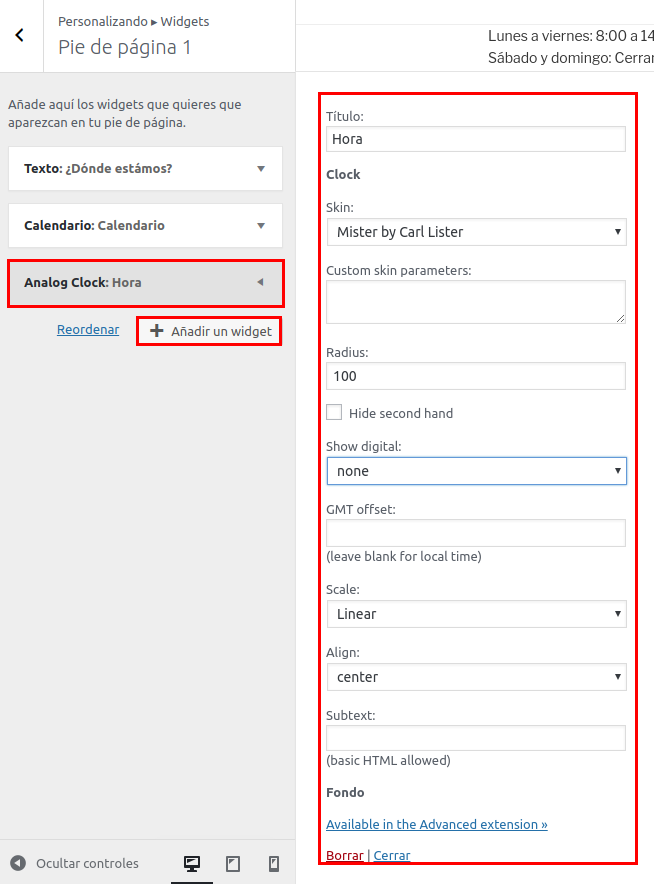 Personalizando ▸ Widgets
Pie de página 1
Añade aquí los widgets que quieres que
aparezcan en tu pie de página.
Texto: ¿Dónde estámos?
Calendario: Calendario
Analog Clock: Hora
Reordenar
Añadir un widget
Ocultar controles
Lunes a viernes: 8:00 a 14
Sábado y domingo: Cerrar
Título:
Hora
Clock
Skin:
Mister by Carl Lister
Custom skin parameters:
Radius:
100
Hide second hand
Show digital:
none
GMT offset:
(leave blank for local time)
Scale:
Linear
Align:
center
Subtext:
(basic HTML allowed)
Fondo
Available in the Advanced extension »
Borrar | Cerrar